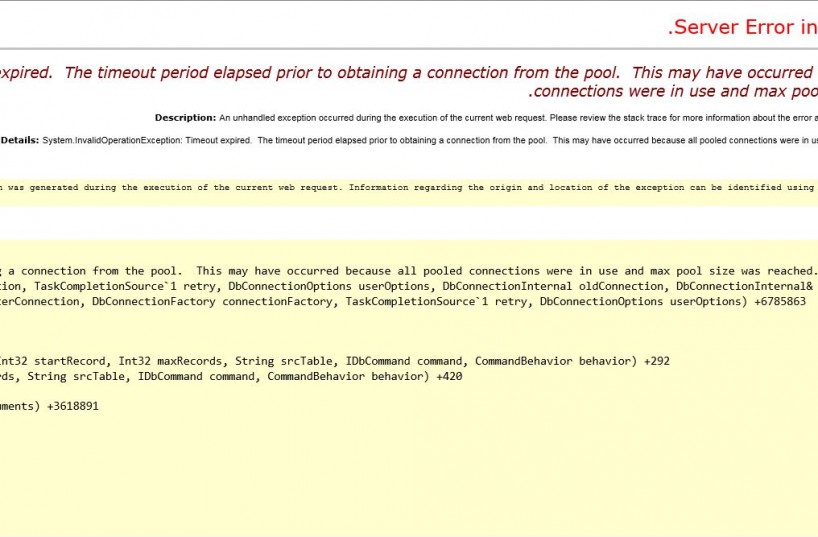 .Server Error in
expired.  The timeout period elapsed prior to obtaining a connection from the pool.  This may have occurred
.connections were in use and max poo
Description: An unhandled exception occurred during the execution of the current web request. Please review the stack trace for more information about the error a
Details: System.InvalidOperationException: Timeout expired.  The timeout period elapsed prior to obtaining a connection from the pool.  This may have occurred because all pooled connections were in us
n was generated during the execution of the current web request. Information regarding the origin and location of the exception can be identified using
g a connection from the pool.  This may have occurred because all pooled connections were in use and max pool size was reached.
tion, TaskCompletionSource`1 retry, DbConnectionOptions userOptions, DbConnectionInternal oldConnection, DbConnectionInternal&
terConnection, DbConnectionFactory connectionFactory, TaskCompletionSource`1 retry, DbConnectionOptions userOptions) +6785863
Int32 startRecord, Int32 maxRecords, String srcTable, IDbCommand command, CommandBehavior behavior) +292
rds, String srcTable, IDbCommand command, CommandBehavior behavior) +420
uments) +3618891